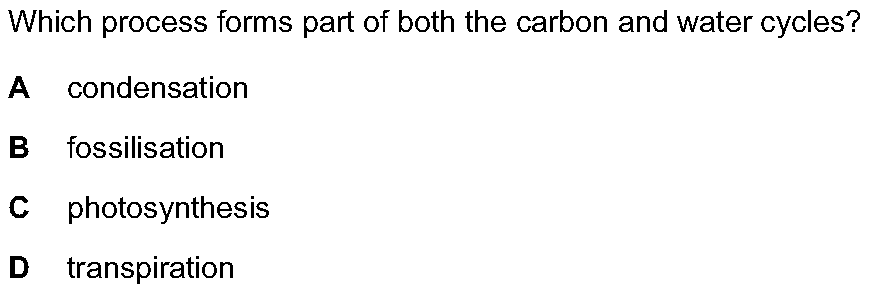 Which process forms part of both the carbon and water cycles?
A condensation
B fossilisation
C photosynthesis
D transpiration